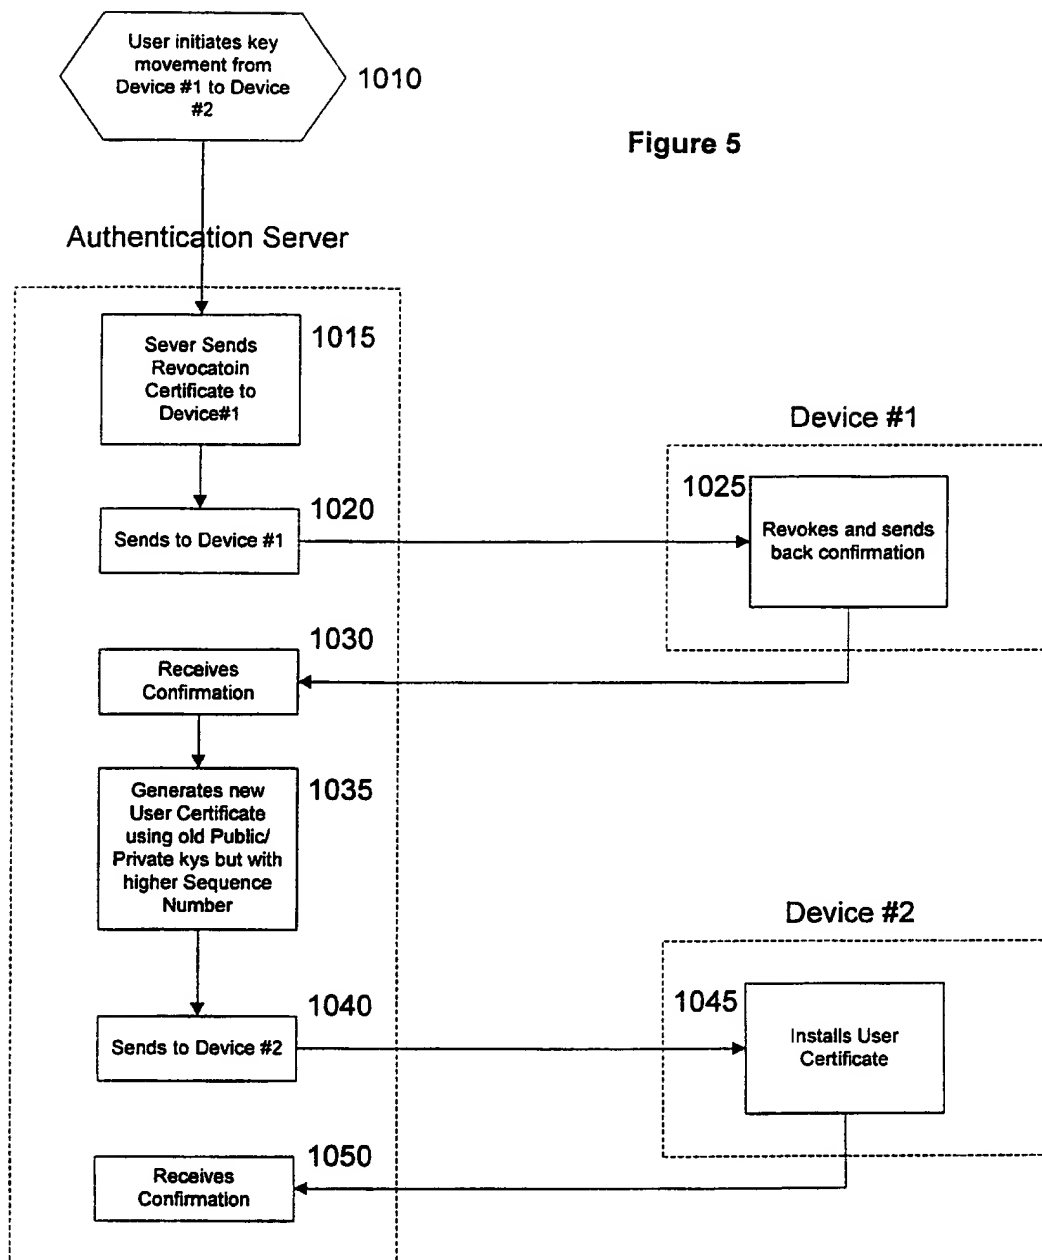 User initiates key
movement from
Device #1 to Device
#2
1010
Figure 5
Authentication Server
1015
Sever Sends
Revocatoin
Certificate to
Device#1
Device #1
1020
Sends to Device #1
1025
Revokes and sends
back confirmation
1030
Receives
Confirmation
1035
Generates new
User Certificate
using old Public/
Private kys but with
higher Sequence
Number
Device #2
1040
Sends to Device #2
1045
Installs User
Certificate
1050
Receives
Confirmation